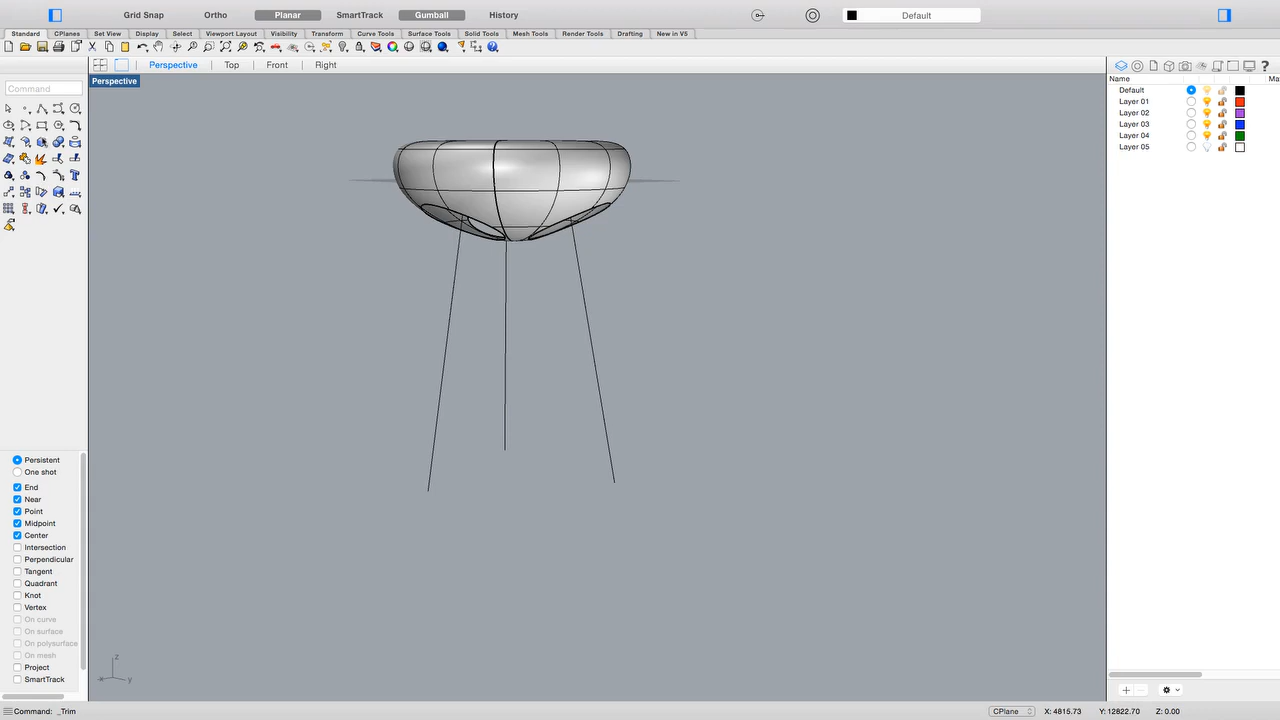 Grid Snap Ortho Planar SmartTrack Gumball History Default
Standard CPlanes Set View Display Select Viewport Layout Visibility Transform Curve Tools Surface Tools Solid Tools Mesh Tools Render Tools Drafting New in V5
Perspective Top Front Right
Perspective
Command
Name Ma
Default
Layer 01
Layer 02
Layer 03
Layer 04
Layer 05
Persistent
One shot
End
Near
Point
Midpoint
Center
Intersection
Perpendicular
Tangent
Quadrant
Knot
Vertex
On curve
On surface
On polysurface
On mesh
Project
SmartTrack
z
x y
Command: _Trim CPlane X: 4815.73 Y: 12822.70 Z: 0.00